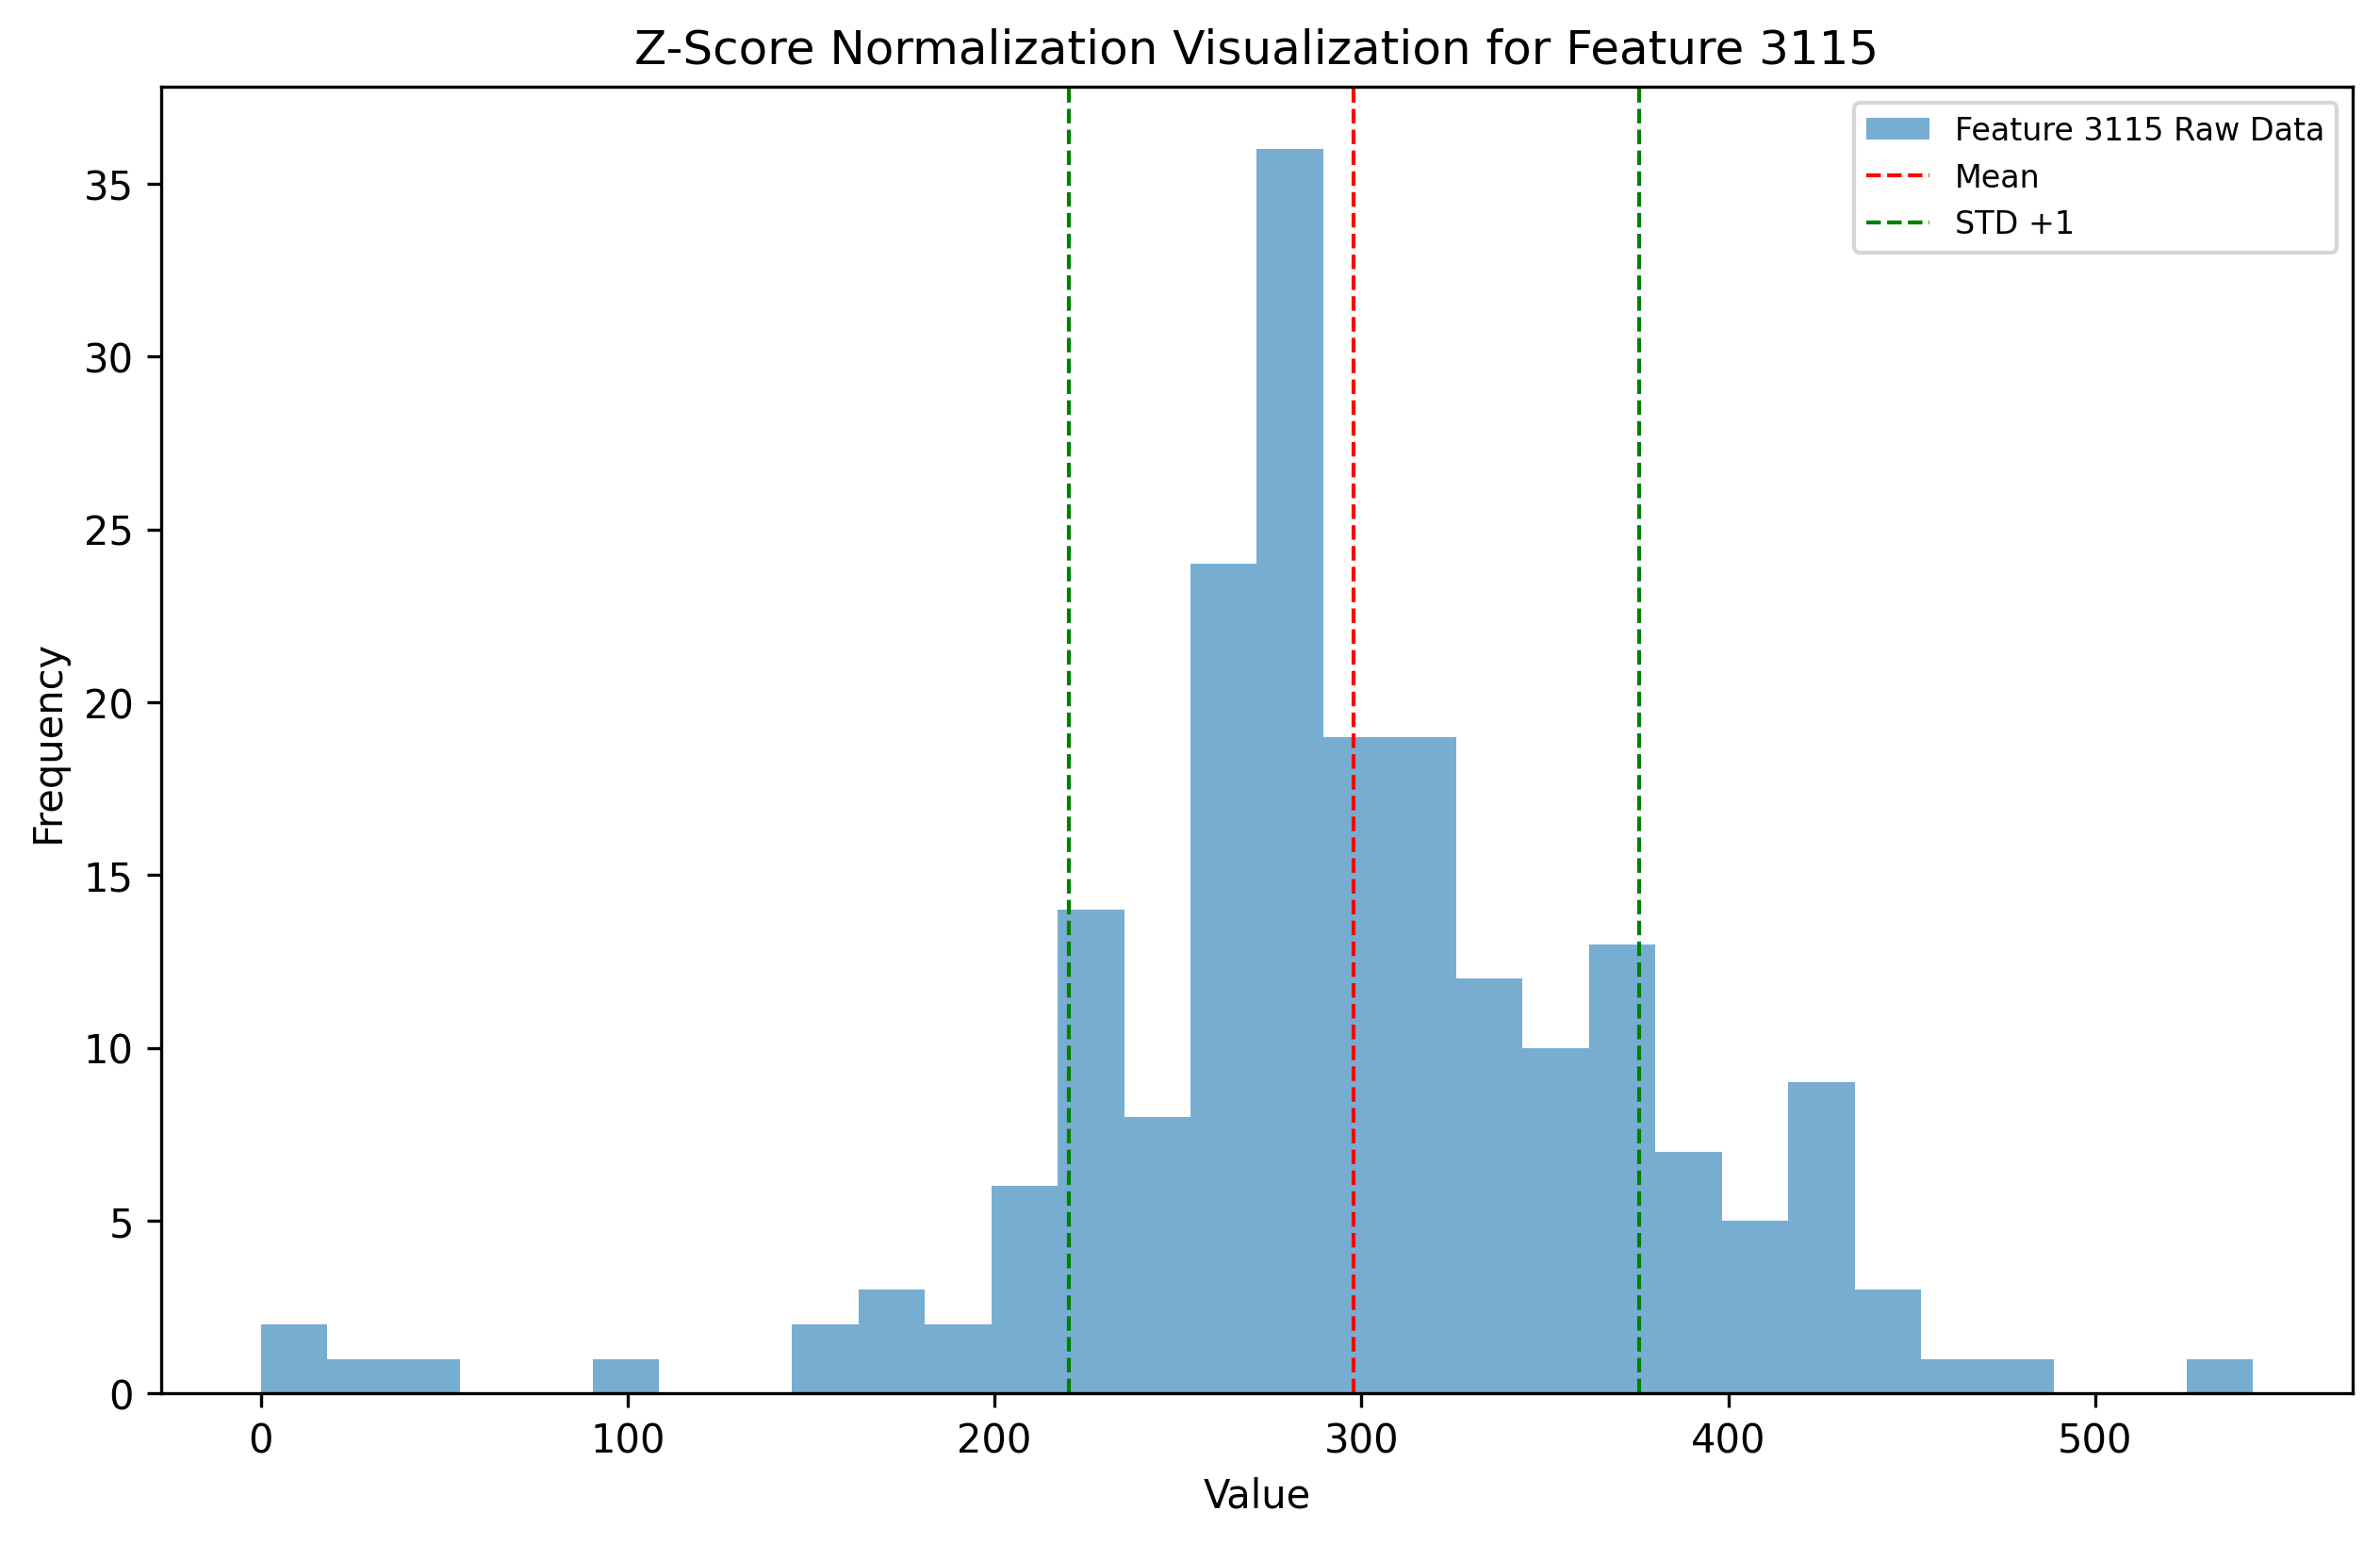 Z-Score Normalization Visualization for Feature 3115
Feature 3115 Raw Data
Mean
STD +1
35
30
25
20
15
10
5
0
Frequency
0 100 200 300 400 500
Value